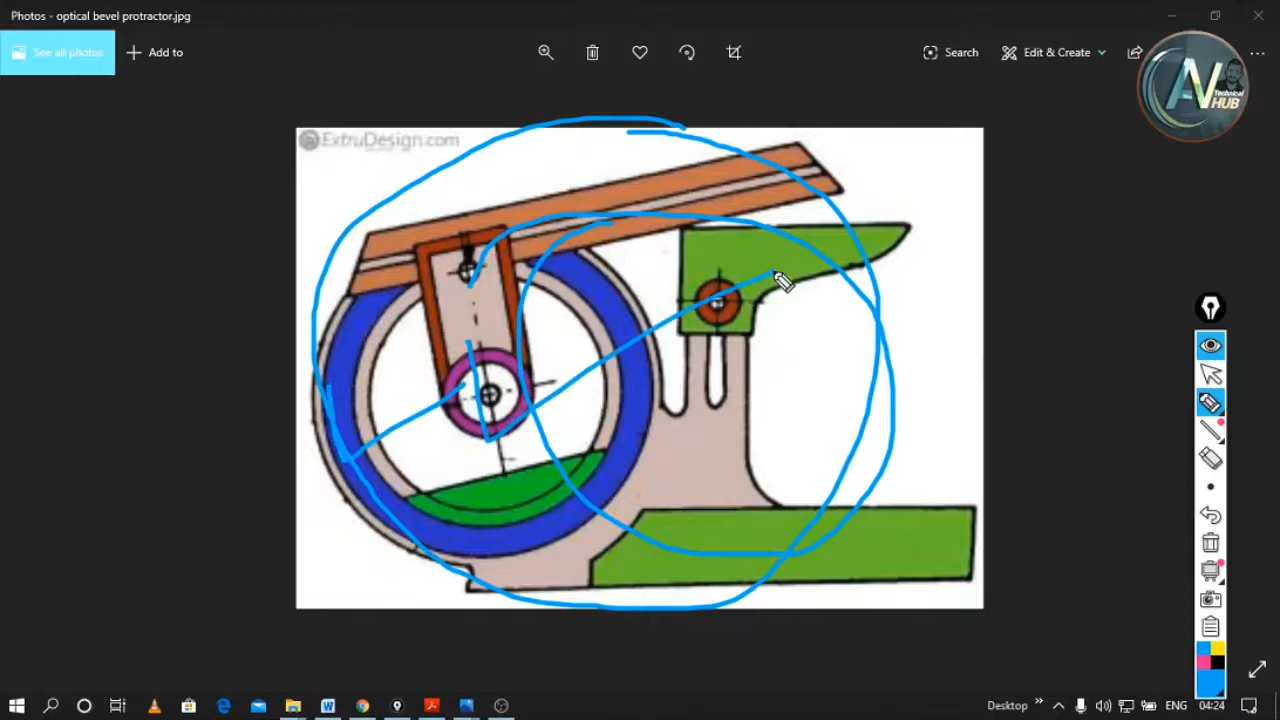 Photos - optical bevel protractor.jpg
See all photos
Add to
Search
Edit & Create
AV
Technical
HUB
ExtruDesign.com
Desktop
ENG
04:24